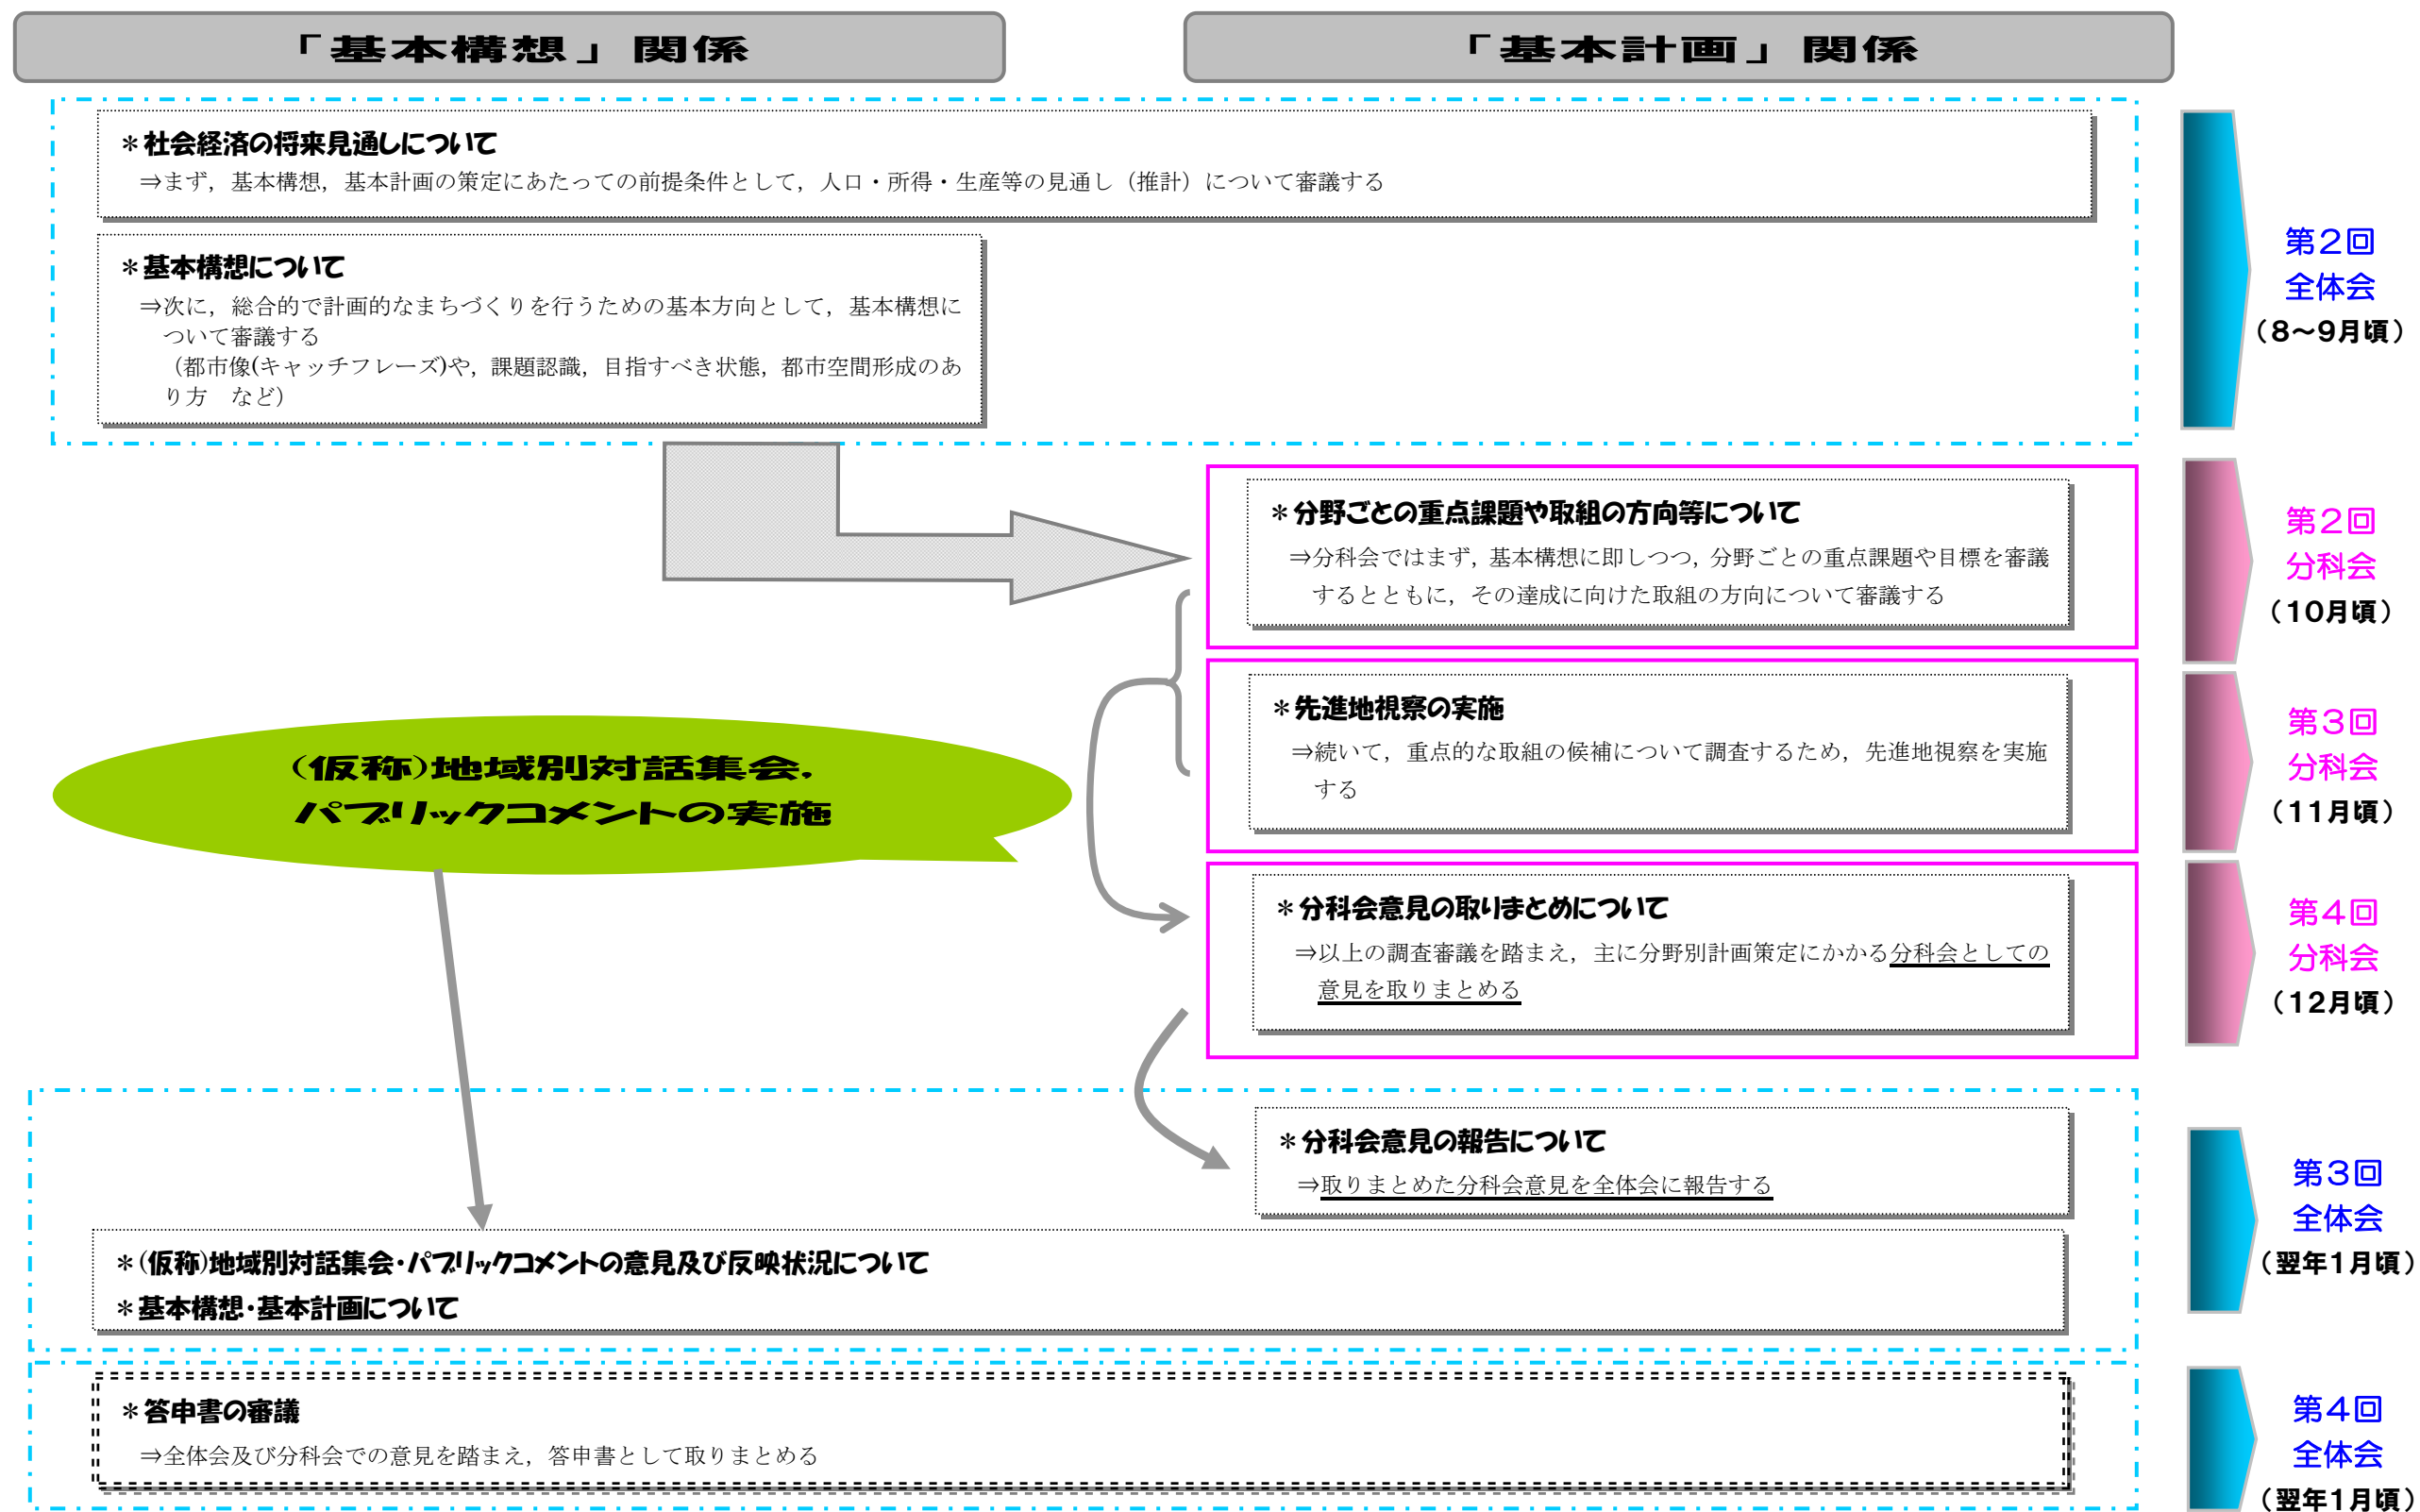 「基本構想」関係
「基本計画」関係
＊社会経済の将来見通しについて
⇒まず，基本構想，基本計画の策定にあたっての前提条件として，人口・所得・生産等の見通し（推計）について審議する
＊基本構想について
⇒次に，総合的で計画的なまちづくりを行うための基本方向として，基本構想に
ついて審議する
（都市像(キャッチフレーズ)や，課題認識，目指すべき状態，都市空間形成のあ
り方　など）
第２回
全体会
（８～９月頃）
＊分野ごとの重点課題や取組の方向等について
⇒分科会ではまず，基本構想に即しつつ，分野ごとの重点課題や目標を審議
するとともに，その達成に向けた取組の方向について審議する
第２回
分科会
（１０月頃）
＊先進地視察の実施
⇒続いて，重点的な取組の候補について調査するため，先進地視察を実施
する
第３回
分科会
（１１月頃）
（仮称）地域別対話集会，
パブリックコメントの実施
＊分科会意見の取りまとめについて
⇒以上の調査審議を踏まえ，主に分野別計画策定にかかる分科会としての
意見を取りまとめる
第４回
分科会
（１２月頃）
＊分科会意見の報告について
⇒取りまとめた分科会意見を全体会に報告する
＊（仮称）地域別対話集会・パブリックコメントの意見及び反映状況について
＊基本構想・基本計画について
第３回
全体会
（翌年１月頃）
＊答申書の審議
⇒全体会及び分科会での意見を踏まえ，答申書として取りまとめる
第４回
全体会
（翌年１月頃）